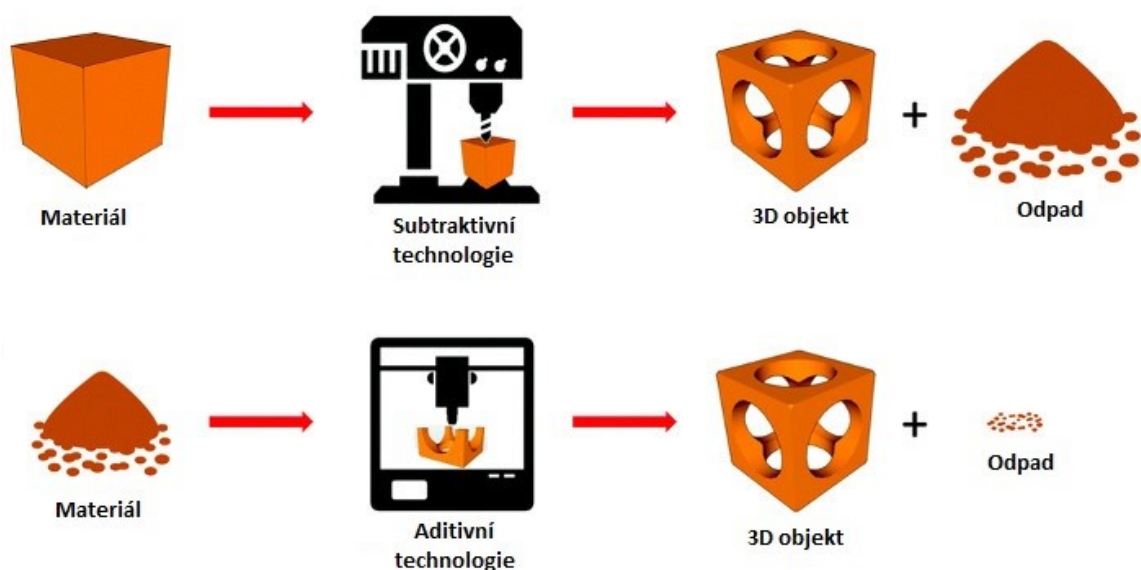 Materiál
Subtraktivní
technologie
3D objekt
+
Odpad
Materiál
Aditivní
technologie
3D objekt
+
Odpad